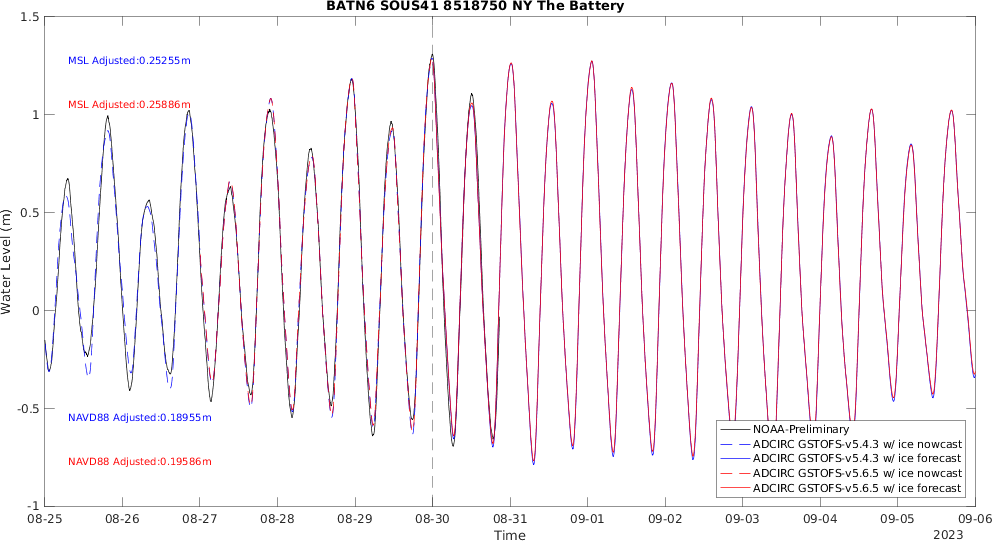 BATN6 SOUS41 8518750 NY The Battery
1.5
MSL Adjusted:0.25255m
MSL Adjusted:0.25886m
1
0.5
Water Level (m)
0
-0.5
NAVD88 Adjusted:0.18955m
NAVD88 Adjusted:0.19586m
NOAA-Preliminary
ADCIRC GSTOFS-v5.4.3 w/ ice nowcast
ADCIRC GSTOFS-v5.4.3 w/ ice forecast
ADCIRC GSTOFS-v5.6.5 w/ ice nowcast
ADCIRC GSTOFS-v5.6.5 w/ ice forecast
-1
08-25 08-26 08-27 08-28 08-29 08-30 08-31 09-01 09-02 09-03 09-04 09-05 09-06
Time
2023